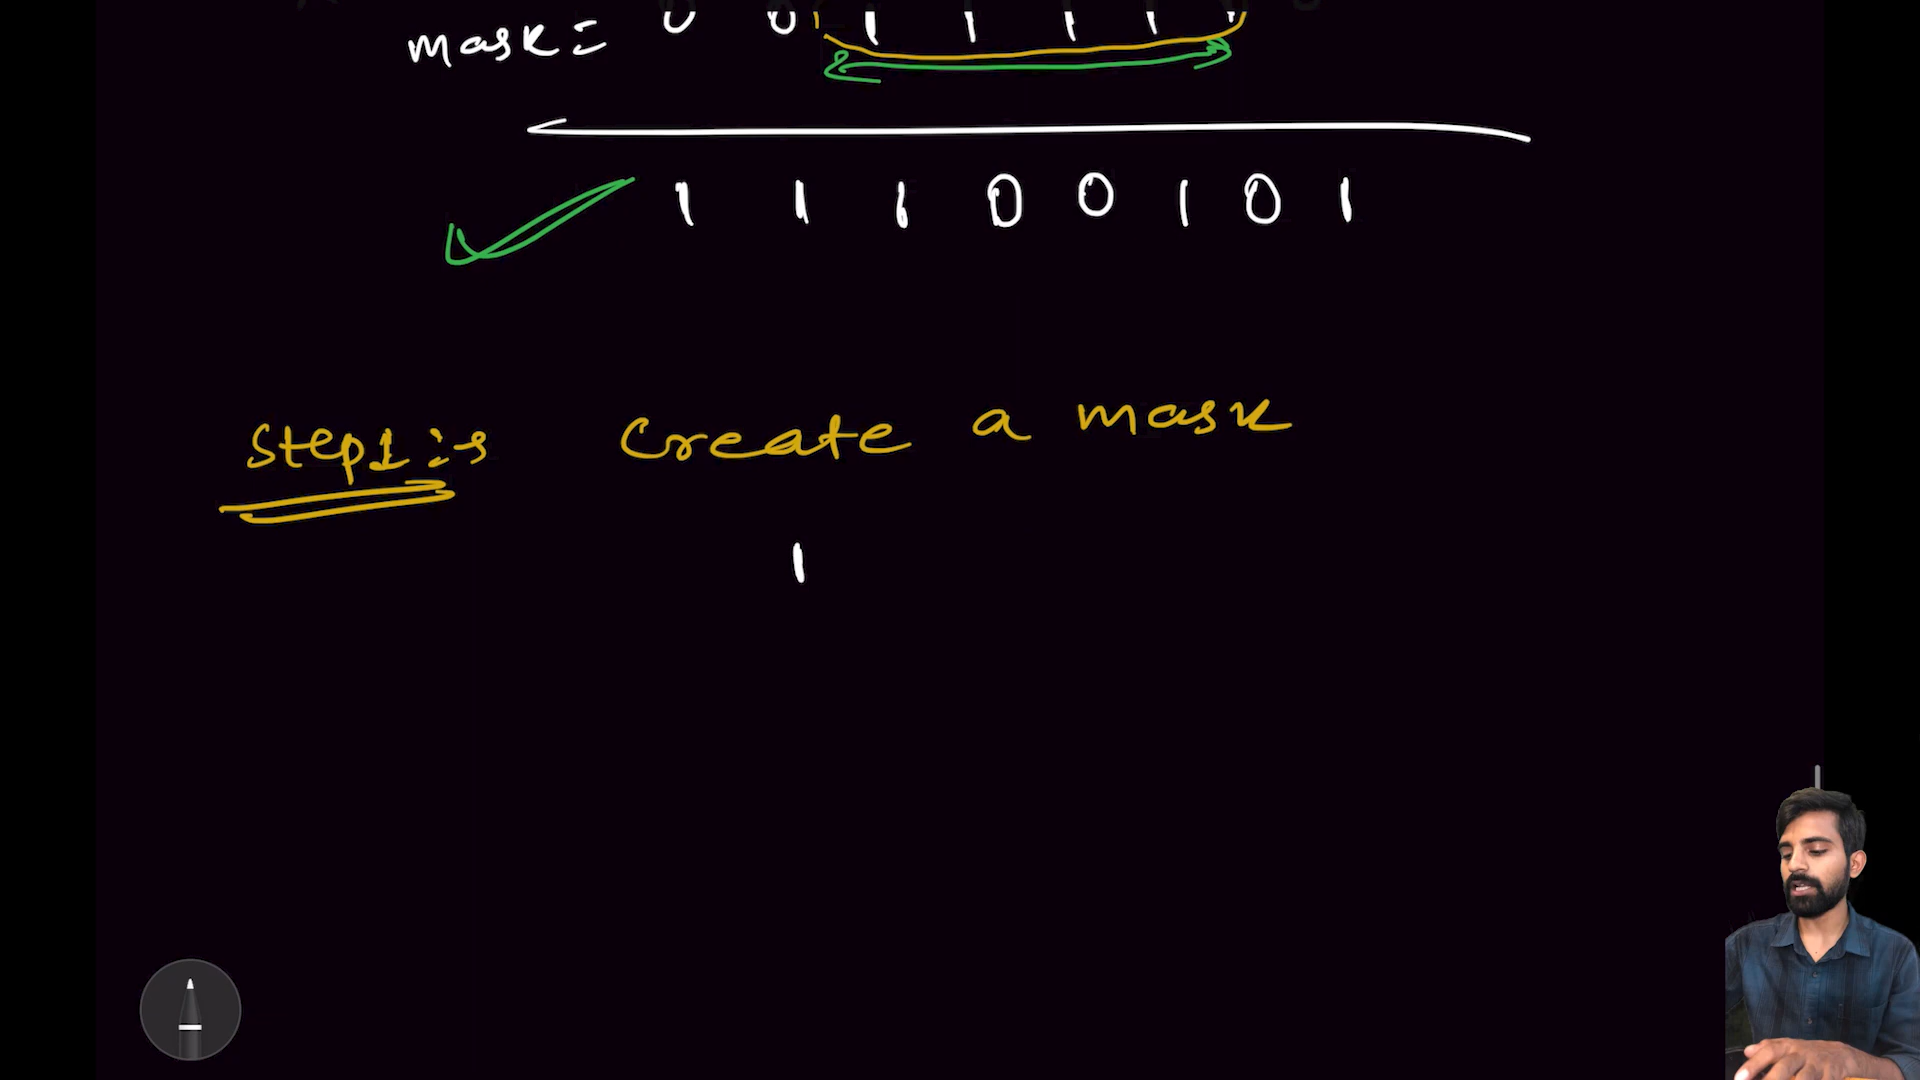 mask = 0 0 1 1 1 1 1
1 1 1 0 0 1 0 1
Step1 :- Create a mask
1